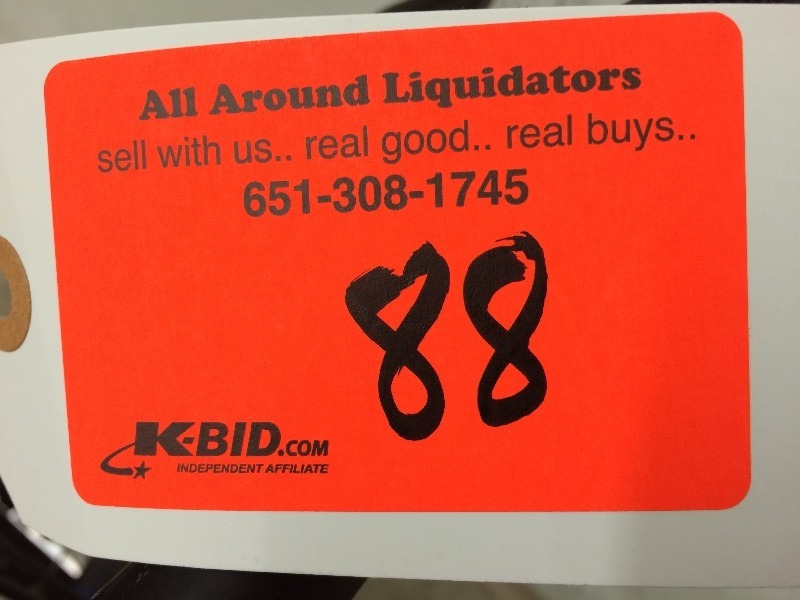 All Around Liquidators
sell with us.. real good.. real buys..
651-308-1745
88
K-BID.COM
INDEPENDENT AFFILIATE